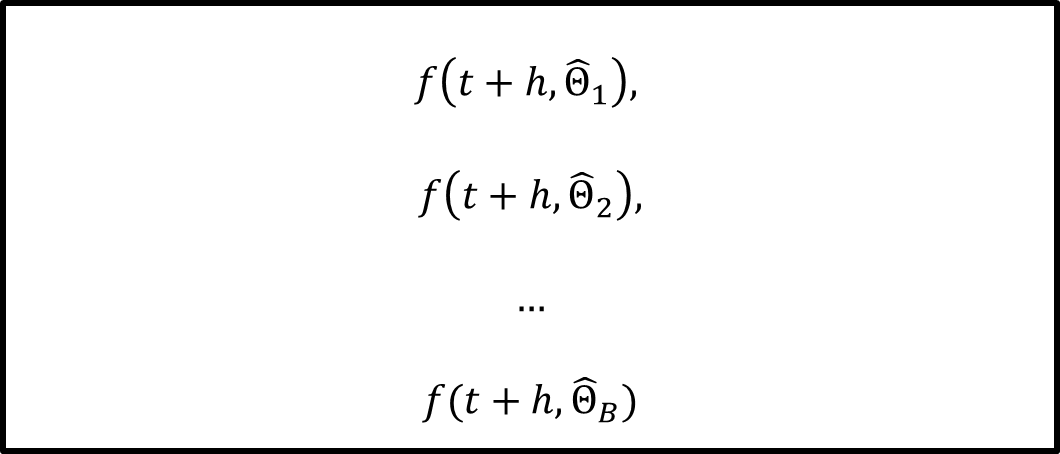 f(t + h, Θ̂₁),
f(t + h, Θ̂₂),
...
f(t + h, Θ̂_B)